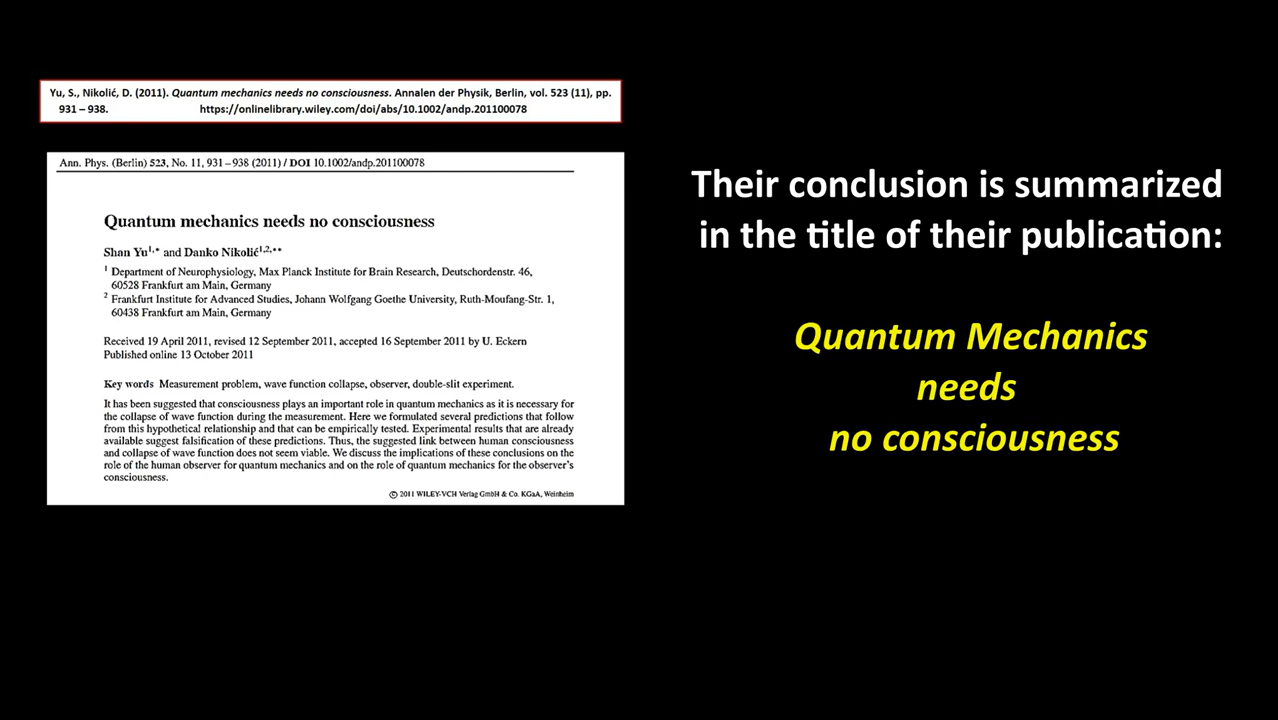 Yu, S., Nikolić, D. (2011). Quantum mechanics needs no consciousness. Annalen der Physik, Berlin, vol. 523 (11), pp.
931 – 938. https://onlinelibrary.wiley.com/doi/abs/10.1002/andp.201100078
Ann. Phys. (Berlin) 523, No. 11, 931 – 938 (2011) / DOI 10.1002/andp.201100078
Quantum mechanics needs no consciousness
Shan Yu1,* and Danko Nikolić1,2,**
1 Department of Neurophysiology, Max Planck Institute for Brain Research, Deutschordenstr. 46,
60528 Frankfurt am Main, Germany
2 Frankfurt Institute for Advanced Studies, Johann Wolfgang Goethe University, Ruth-Moufang-Str. 1,
60438 Frankfurt am Main, Germany
Received 19 April 2011, revised 12 September 2011, accepted 16 September 2011 by U. Eckern
Published online 13 October 2011
Key words Measurement problem, wave function collapse, observer, double-slit experiment.
It has been suggested that consciousness plays an important role in quantum mechanics as it is necessary for
the collapse of wave function during the measurement. Here we formulated several predictions that follow
from this hypothetical relationship and that can be empirically tested. Experimental results that are already
available suggest falsification of these predictions. Thus, the suggested link between human consciousness
and collapse of wave function does not seem viable. We discuss the implications of these conclusions on the
role of the human observer for quantum mechanics and on the role of quantum mechanics for the observer's
consciousness.
© 2011 WILEY-VCH Verlag GmbH & Co. KGaA, Weinheim
Their conclusion is summarized
in the title of their publication:
Quantum Mechanics
needs
no consciousness